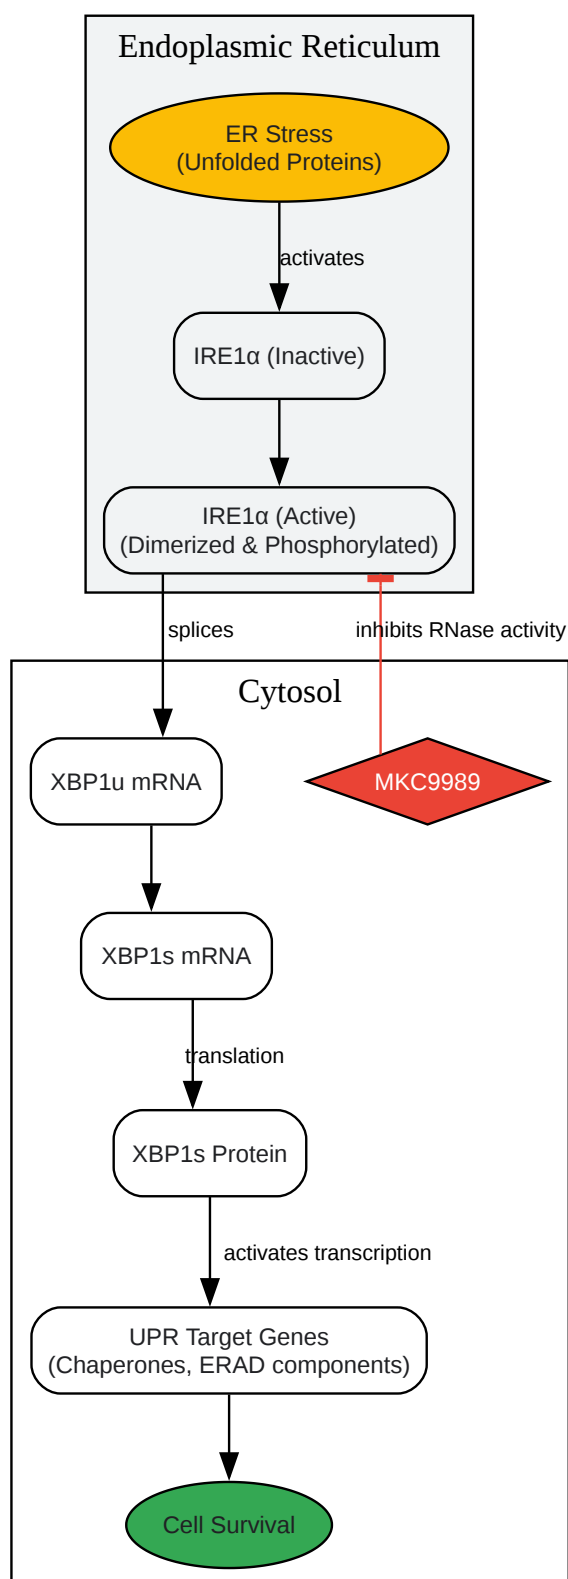 Endoplasmic Reticulum
ER Stress
(Unfolded Proteins)
activates
IRE1α (Inactive)
IRE1α (Active)
(Dimerized & Phosphorylated)
splices
inhibits RNase activity
Cytosol
XBP1u mRNA
MKC9989
XBP1s mRNA
translation
XBP1s Protein
activates transcription
UPR Target Genes
(Chaperones, ERAD components)
Cell Survival